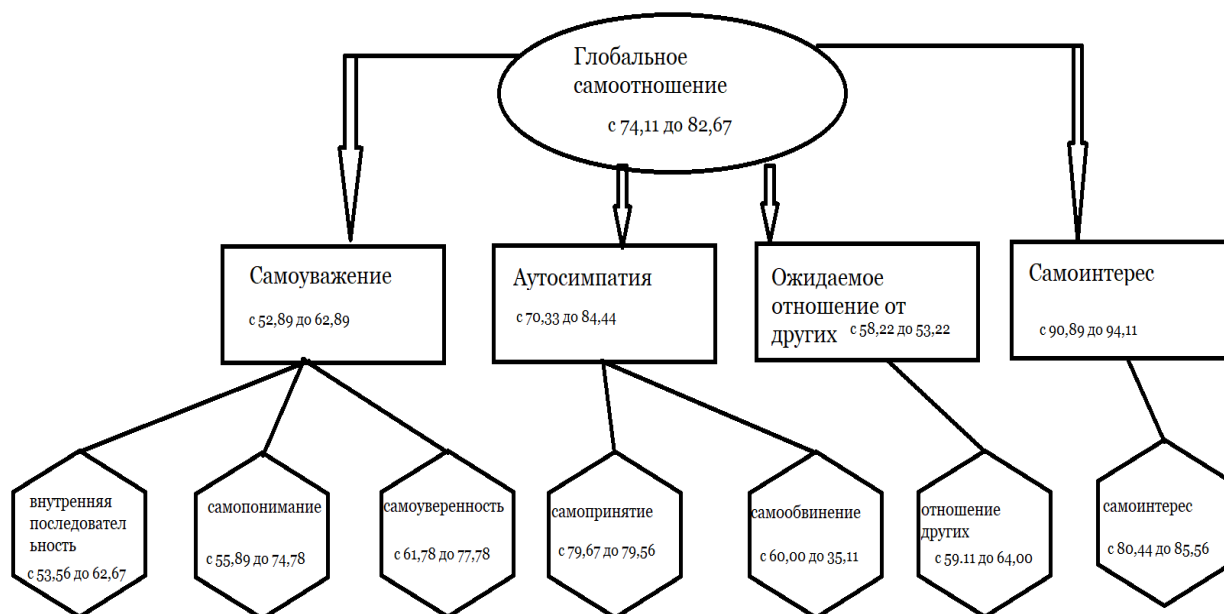 Глобальное
самоотношение
с 74,11 до 82,67
Самоуважение
с 52,89 до 62,89
Аутосимпатия
с 70,33 до 84,44
Ожидаемое
отношение от
других с 58,22 до 53,22
Самоинтерес
с 90,89 до 94,11
внутренняя
последовател
ьность
с 53,56 до 62,67
самопонимание
с 55,89 до 74,78
самоуверенность
с 61,78 до 77,78
самопринятие
с 79,67 до 79,56
самообвинение
с 60,00 до 35,11
отношение
других
с 59.11 до 64,00
самоинтерес
с 80,44 до 85,56